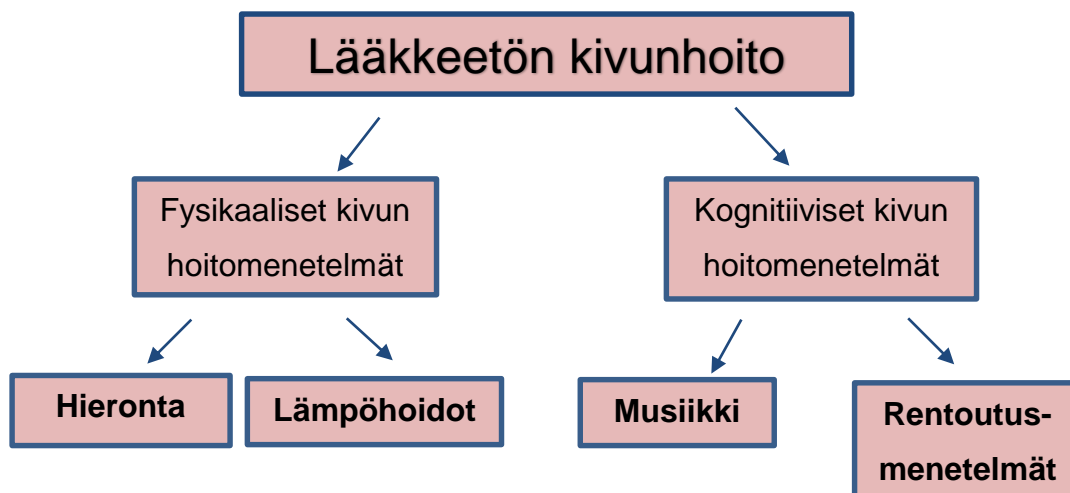 Lääkkeetön kivunhoito
Fysikaaliset kivun
hoitomenetelmät
Kognitiiviset kivun
hoitomenetelmät
Hieronta
Lämpöhoidot
Musiikki
Rentoutus-
menetelmät